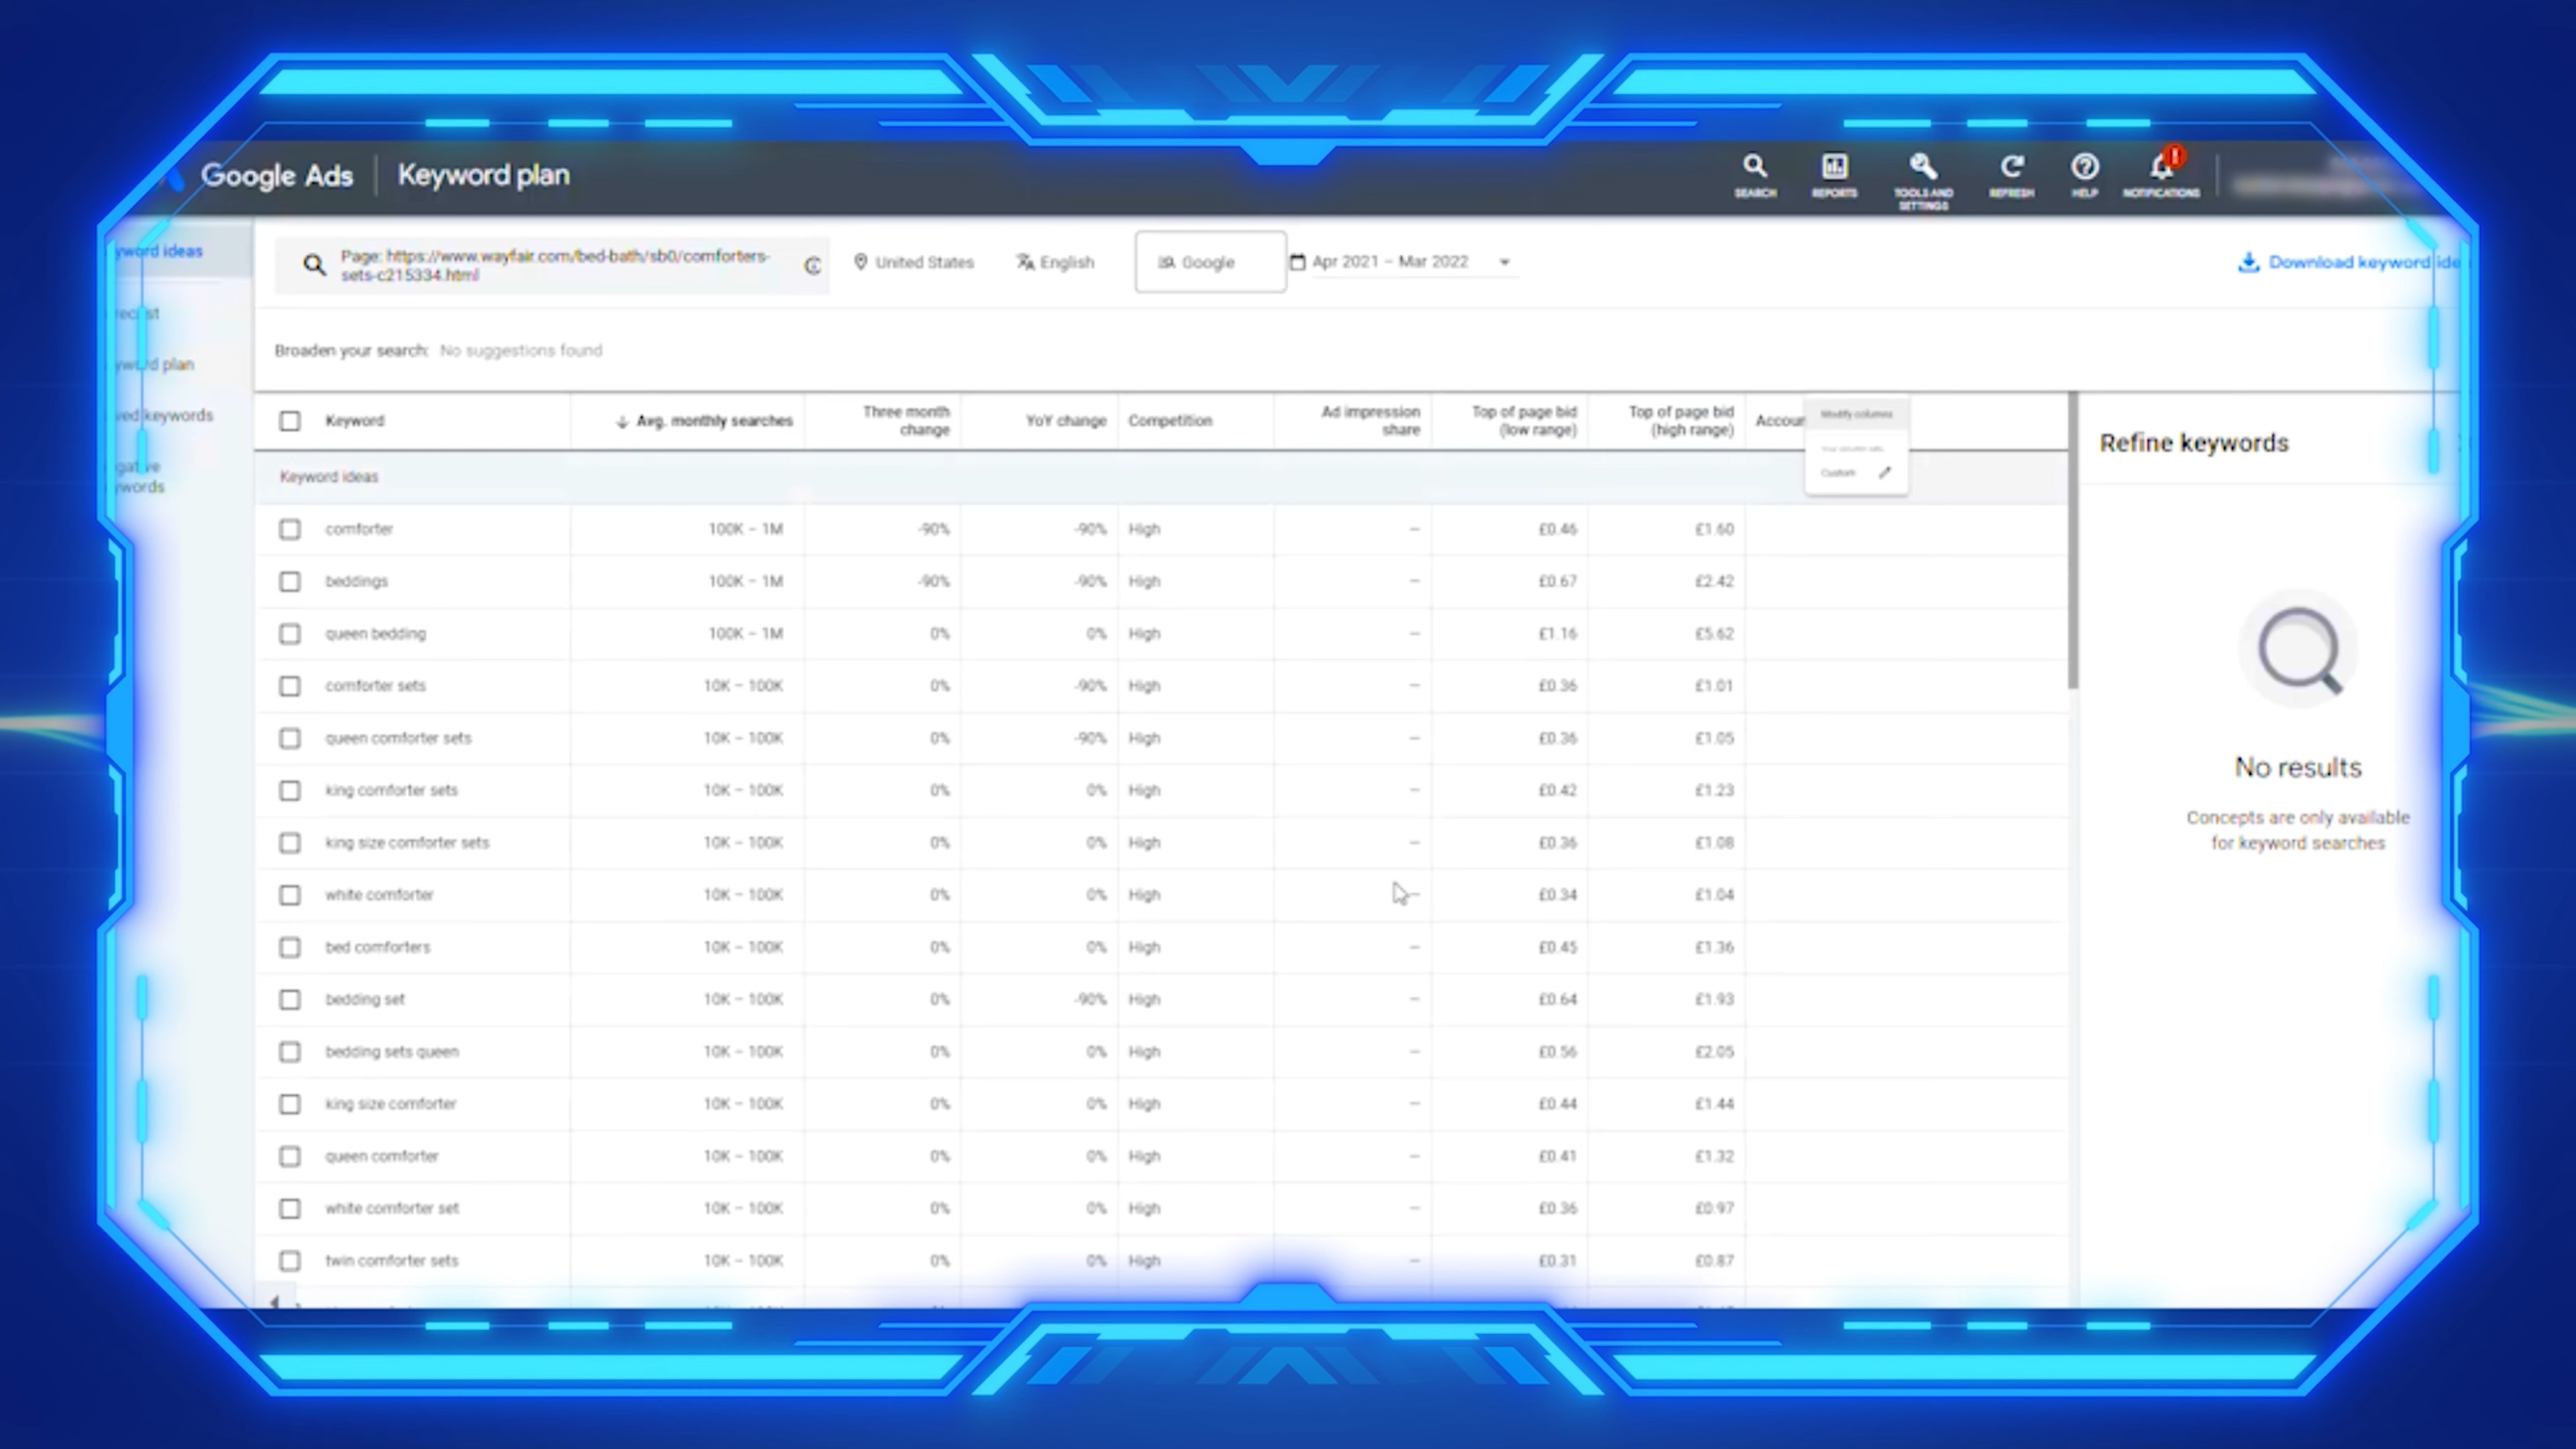 Google Ads
Keyword plan
SEARCH
REPORTS
TOOLS AND
SETTINGS
REFRESH
HELP
NOTIFICATIONS
yword ideas
yword plan
ved keywords
gative
ywords
Page: https://www.wayfair.com/bed-bath/sb0/comforters-
sets-c215334.html
United States
English
Google
Apr 2021 – Mar 2022
Download keyword ide
Broaden your search: No suggestions found
Keyword
Avg. monthly searches
Three month
change
YoY change
Competition
Ad impression
share
Top of page bid
(low range)
Top of page bid
(high range)
Accoun
Modify columns
Custom
Keyword ideas
comforter 100K – 1M -90% -90% High – £0.46 £1.60
beddings 100K – 1M -90% -90% High – £0.67 £2.42
queen bedding 100K – 1M 0% 0% High – £1.16 £5.62
comforter sets 10K – 100K 0% -90% High – £0.36 £1.01
queen comforter sets 10K – 100K 0% -90% High – £0.36 £1.05
king comforter sets 10K – 100K 0% 0% High – £0.42 £1.23
king size comforter sets 10K – 100K 0% 0% High – £0.36 £1.08
white comforter 10K – 100K 0% 0% High – £0.34 £1.04
bed comforters 10K – 100K 0% 0% High – £0.45 £1.36
bedding set 10K – 100K 0% -90% High – £0.64 £1.93
bedding sets queen 10K – 100K 0% 0% High – £0.56 £2.05
king size comforter 10K – 100K 0% 0% High – £0.44 £1.44
queen comforter 10K – 100K 0% 0% High – £0.41 £1.32
white comforter set 10K – 100K 0% 0% High – £0.36 £0.97
twin comforter sets 10K – 100K 0% 0% High – £0.31 £0.87
Refine keywords
No results
Concepts are only available
for keyword searches